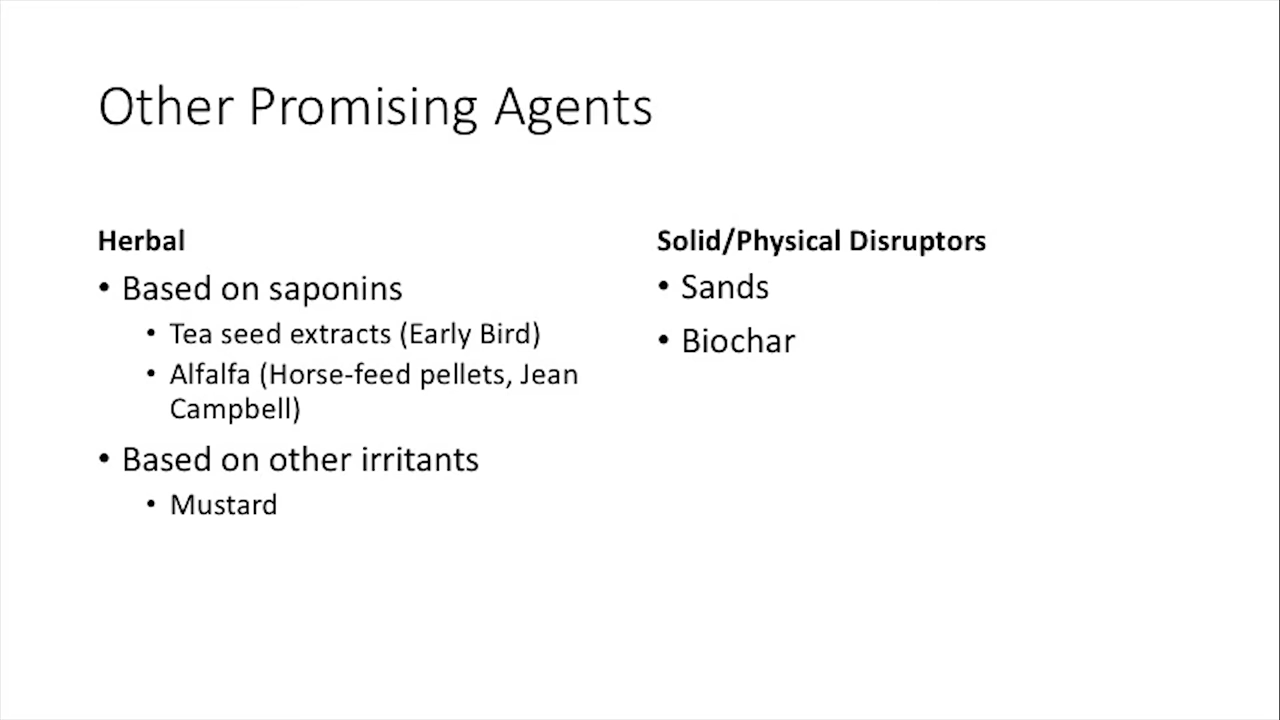 Other Promising Agents
Herbal
• Based on saponins
• Tea seed extracts (Early Bird)
• Alfalfa (Horse-feed pellets, Jean
Campbell)
• Based on other irritants
• Mustard
Solid/Physical Disruptors
• Sands
• Biochar